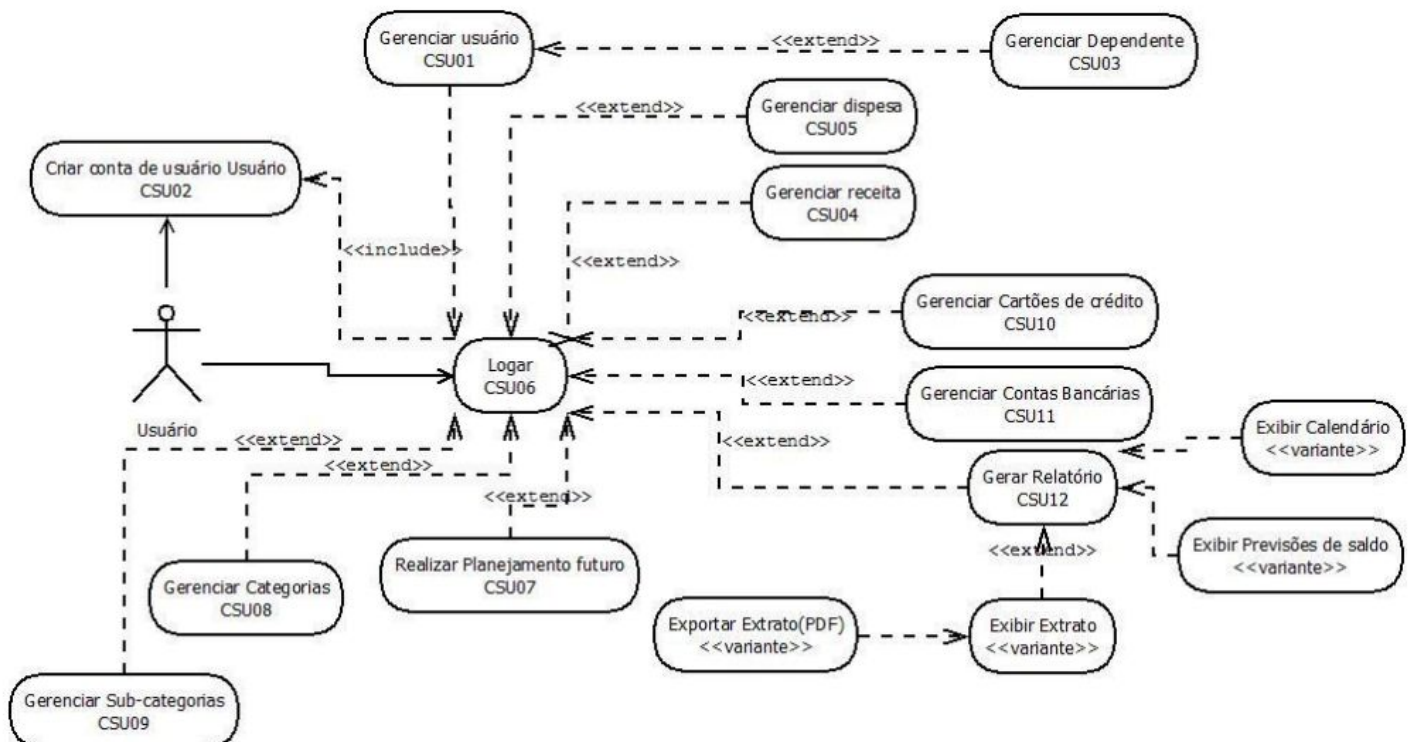 Gerenciar usuário
CSU01
<<extend>>
Gerenciar Dependente
CSU03
<<extend>>
Gerenciar dispesa
CSU05
Criar conta de usuário Usuário
CSU02
Gerenciar receita
CSU04
<<include>>
<<extend>>
Gerenciar Cartões de crédito
CSU10
<<extend>>
Logar
CSU06
<<extend>>
Gerenciar Contas Bancárias
CSU11
Usuário
<<extend>>
<<extend>>
<<extend>>
Exibir Calendário
<<variante>>
Gerar Relatório
CSU12
<<extend>>
Realizar Planejamento futuro
CSU07
<<extend>>
Exibir Previsões de saldo
<<variante>>
Gerenciar Categorias
CSU08
Exportar Extrato(PDF)
<<variante>>
Exibir Extrato
<<variante>>
Gerenciar Sub-categorias
CSU09